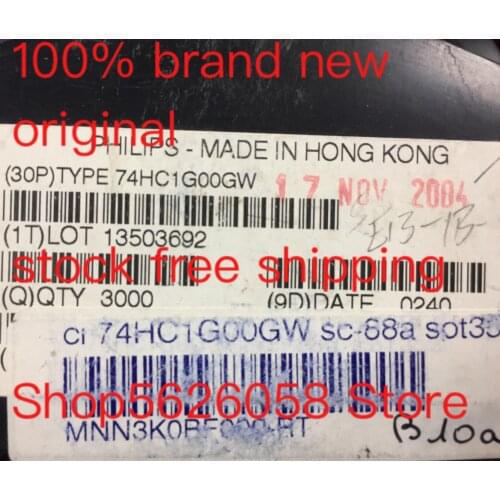 100% brand new
original
PHILIPS - MADE IN HONG KONG
(30P)TYPE 74HC1G00GW
17 NOV 2004
(1T)LOT 13503692
stock free shipping
(Q)QTY 3000
(9D)DATE 0240
ci 74HC1G00GW sc-88a sot35
Shop5626058 Store
B10a